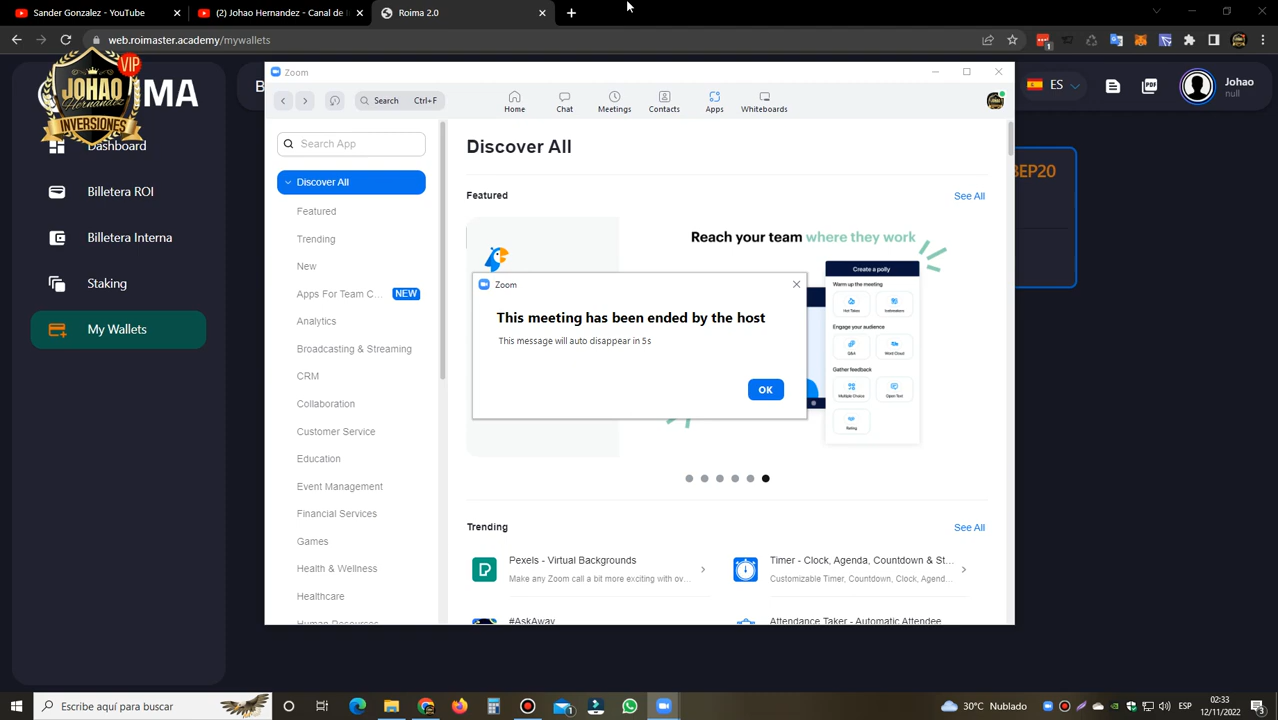 Sander Gonzalez - YouTube
(2) Johao Hernandez de L
Roima 2.0
web.roimaster.academy/mywallets
VIP
JOHAO
Hernandez
INVERSIONES
MA
B
ES
Johao
null
Dashboard
Billetera ROI
Billetera Interna
Staking
My Wallets
BEP20
Zoom
Search Ctrl+F
Home
Chat
Meetings
Contacts
Apps
Whiteboards
Search App
Discover All
Featured
Trending
New
Apps For Team C... NEW
Analytics
Broadcasting & Streaming
CRM
Collaboration
Customer Service
Education
Event Management
Financial Services
Games
Health & Wellness
Healthcare
Human Resources
Discover All
Featured
See All
Reach your team where they work
Create a polly
Warm up the meeting
Hot Takes
Icebreakers
Engage your audience
Q&A
Word Cloud
Gather feedback
Multiple Choice
Open Text
Rating
Zoom
This meeting has been ended by the host
This message will auto disappear in 5s
OK
Trending
See All
Pexels - Virtual Backgrounds
Make any Zoom call a bit more exciting with ov...
Timer - Clock, Agenda, Countdown & St...
Customizable Timer, Countdown, Clock, Agend...
#AskAway
Attendance Taker - Automatic Attendee
Escribe aquí para buscar
30°C Nublado
ESP
02:33
12/11/2022